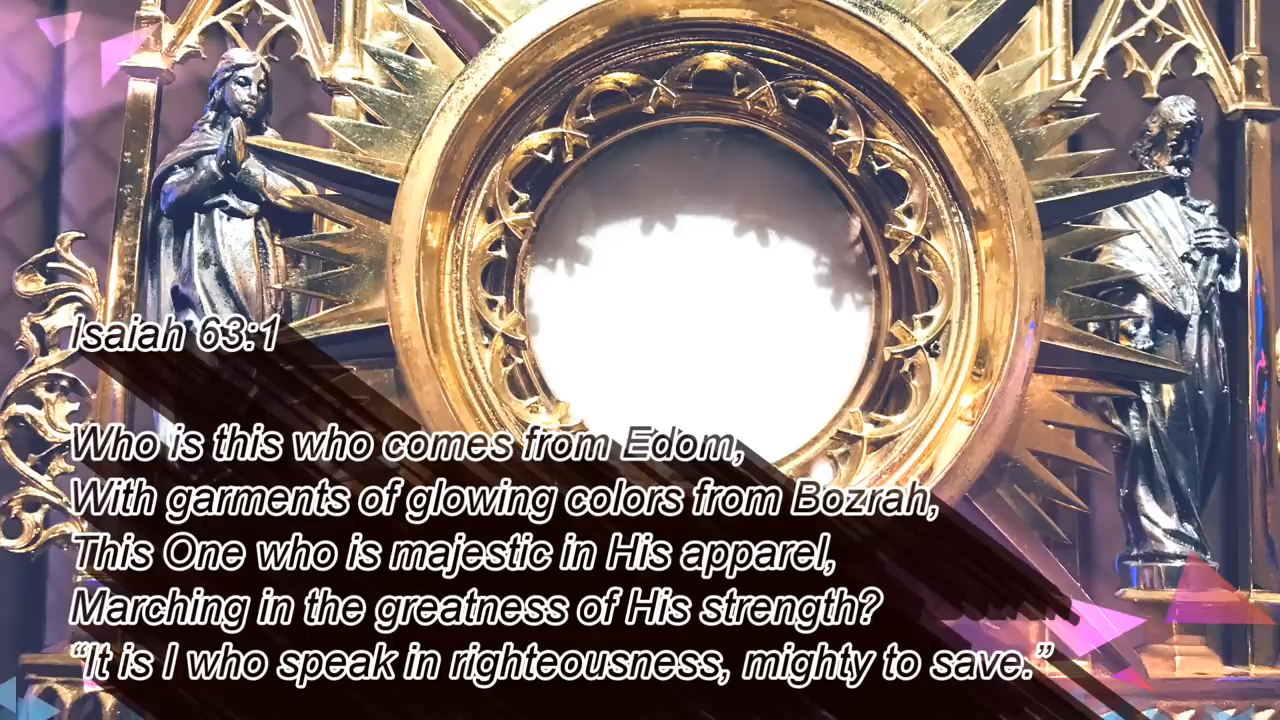 Isaiah 63:1
Who is this who comes from Edom,
With garments of glowing colors from Bozrah,
This One who is majestic in His apparel,
Marching in the greatness of His strength?
“It is I who speak in righteousness, mighty to save.”